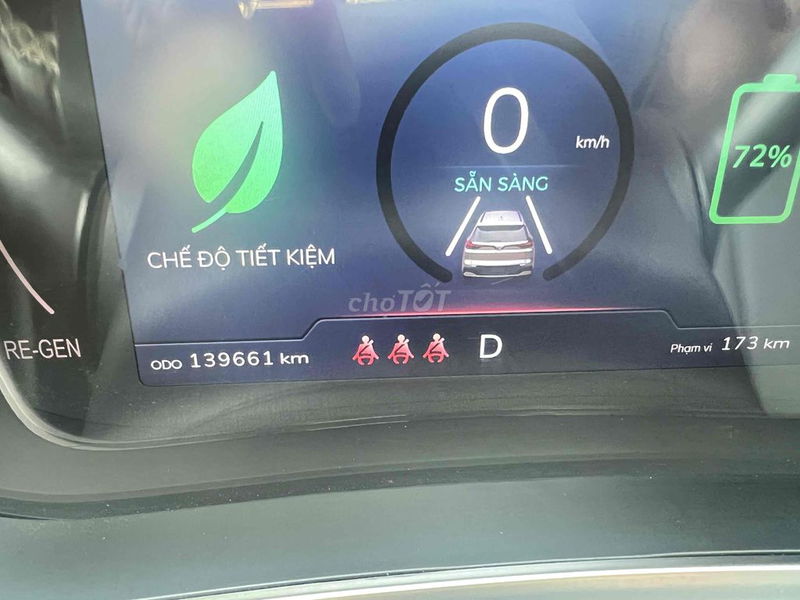 0
km/h
SẴN SÀNG
72%
CHẾ ĐỘ TIẾT KIỆM
chợTỐT
RE-GEN
ODO 139661 km
D
Phạm vi 173 km